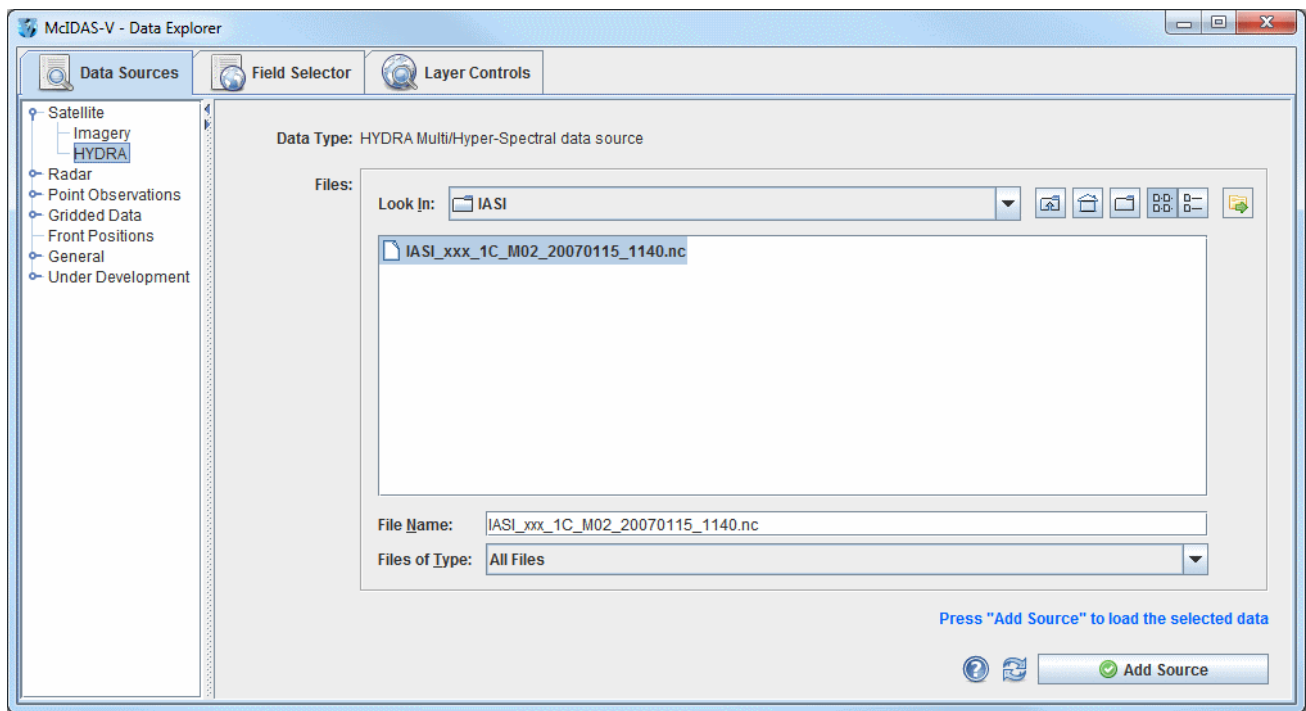 McIDAS-V - Data Explorer
Data Sources
Field Selector
Layer Controls
Satellite
Imagery
HYDRA
Radar
Point Observations
Gridded Data
Front Positions
General
Under Development
Data Type: HYDRA Multi/Hyper-Spectral data source
Files:
Look In: IASI
IASI_xxx_1C_M02_20070115_1140.nc
File Name: IASI_xxx_1C_M02_20070115_1140.nc
Files of Type: All Files
Press "Add Source" to load the selected data
Add Source